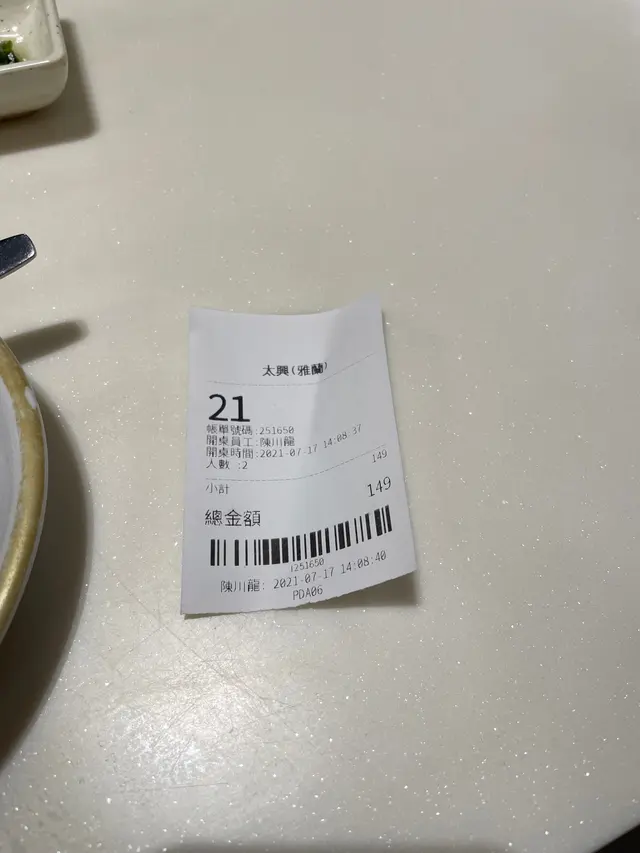 太興(雅蘭)
21
帳單號碼:251650
開桌員工:陳川龍
開桌時間:2021-07-17 14:08:37
人數 :2
小計 149
總金額 149
i251650
陳川龍: 2021-07-17 14:08:40
PDA06